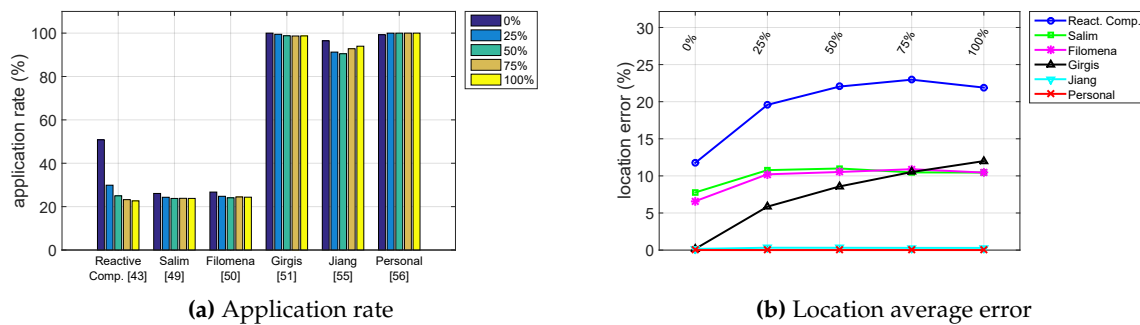 application rate (%)
100
80
60
40
20
0
Reactive
Comp. [43]
Salim
[49]
Filomena
[50]
Girgis
[51]
Jiang
[55]
Personal
[56]
0%
25%
50%
75%
100%
(a) Application rate
location error (%)
30
25
20
15
10
5
0
0%
25%
50%
75%
100%
React. Comp.
Salim
Filomena
Girgis
Jiang
Personal
(b) Location average error